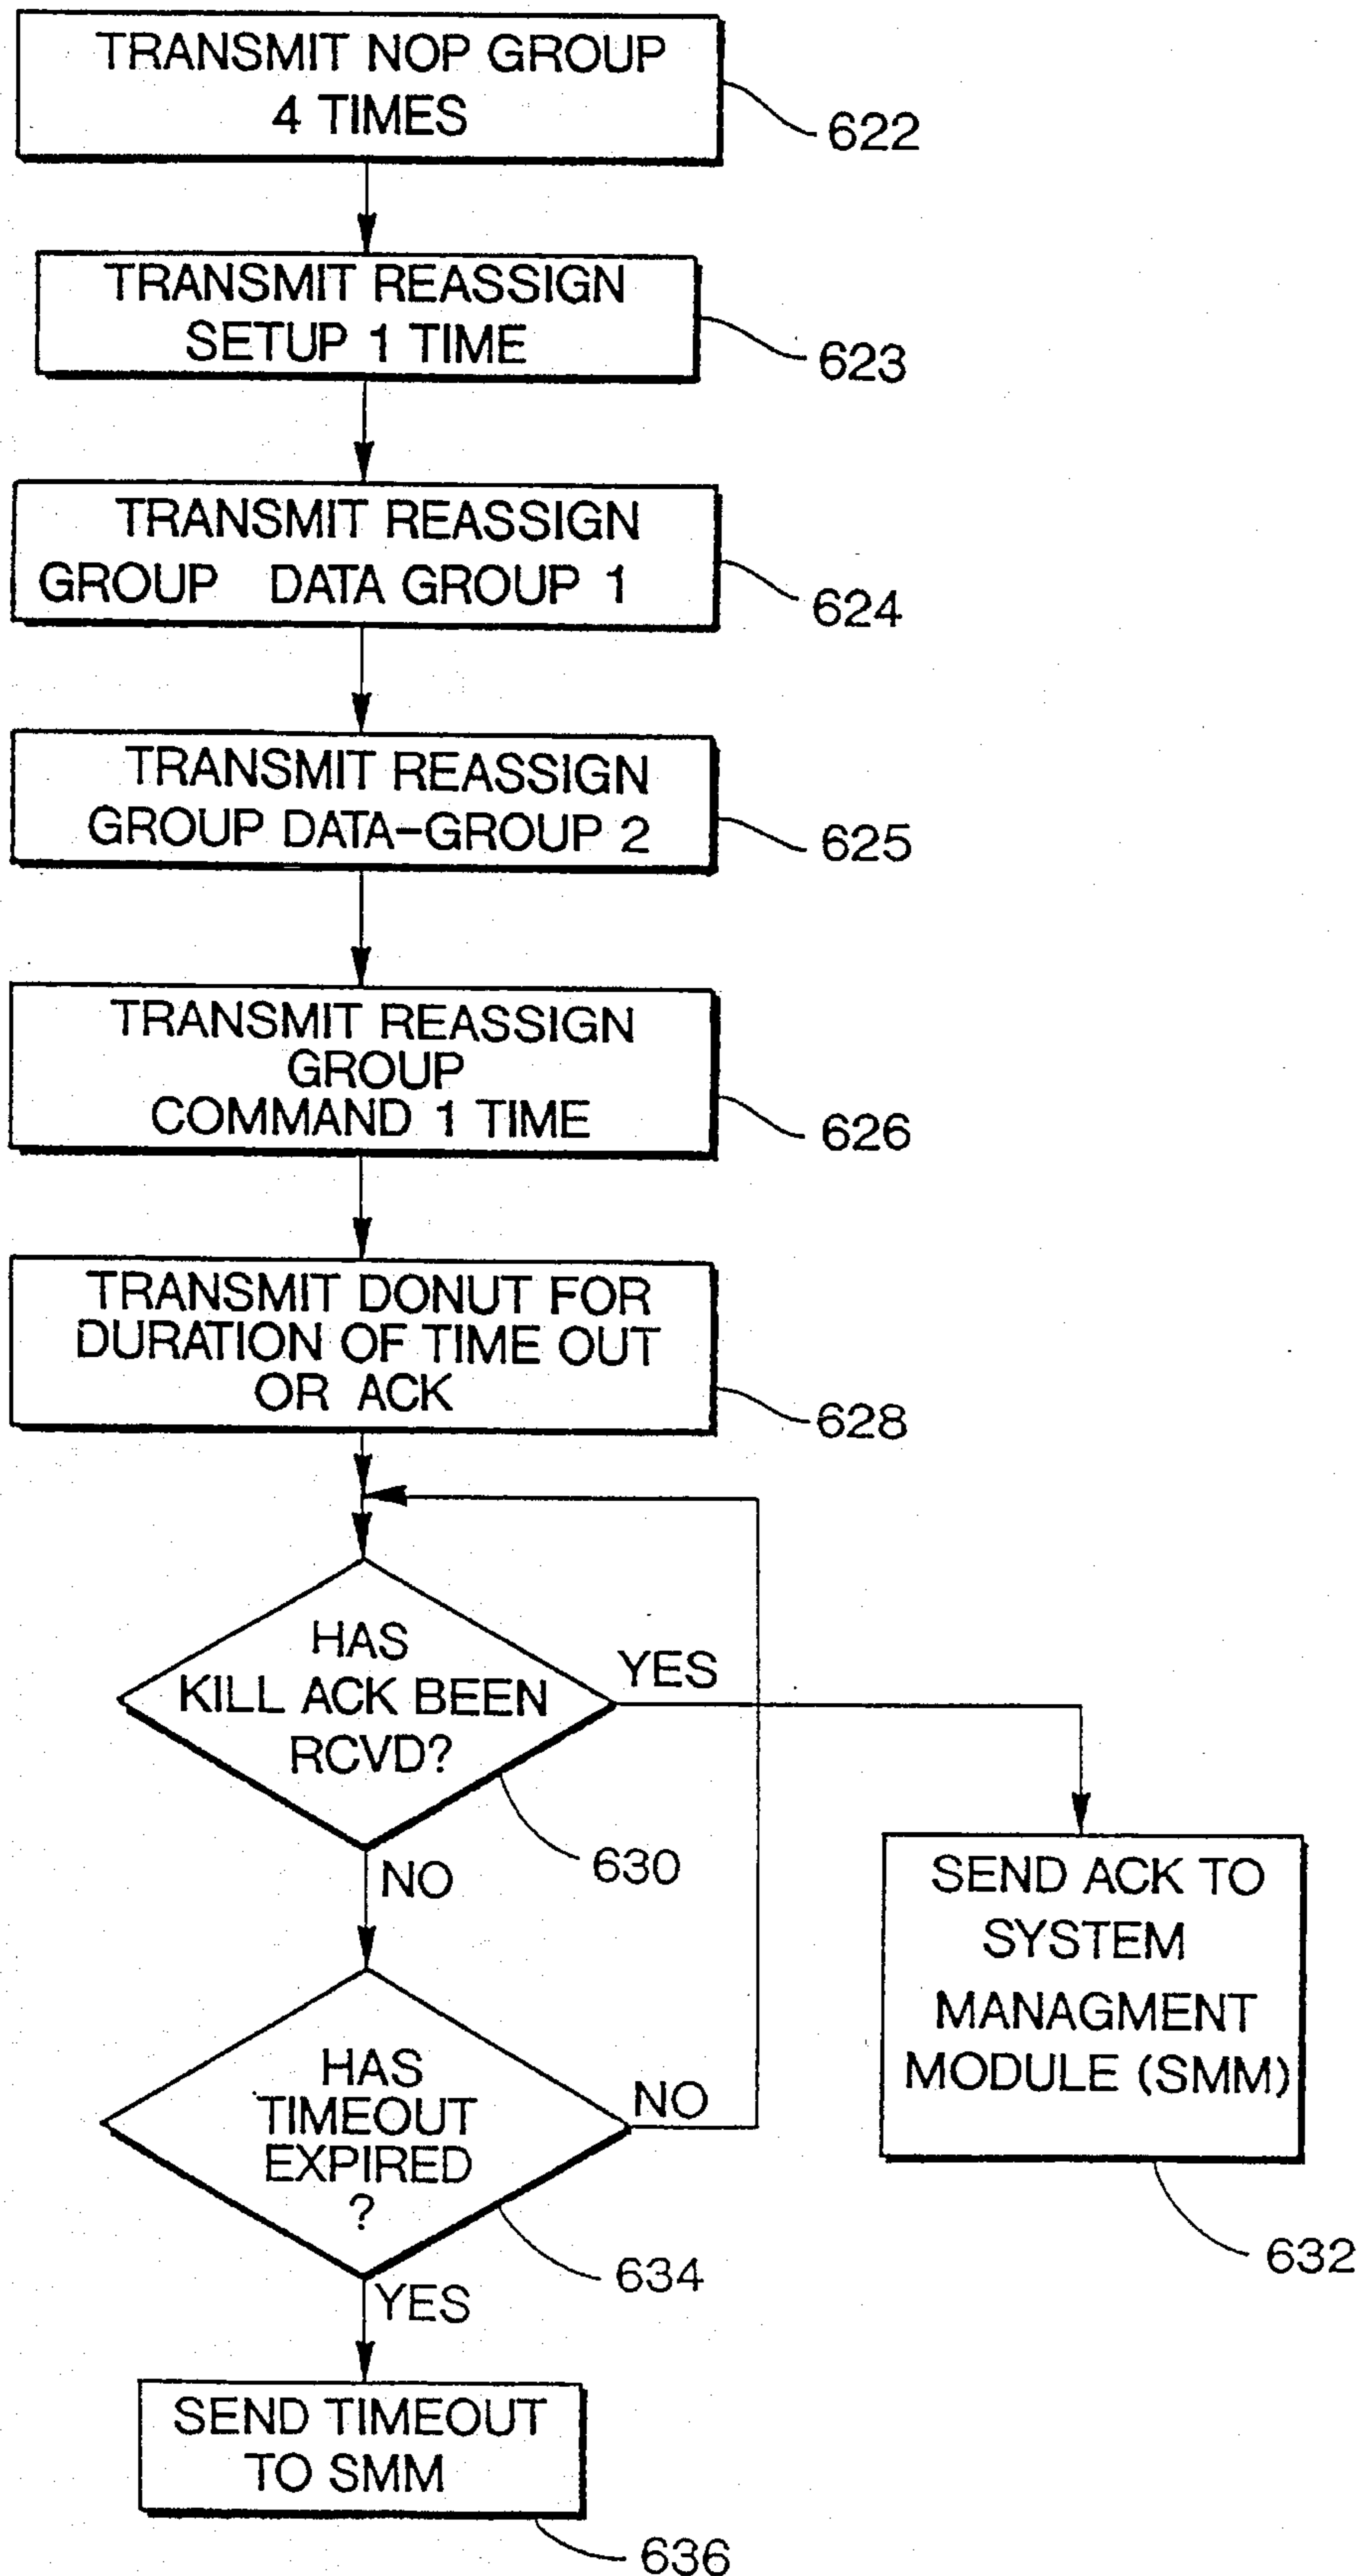 TRANSMIT NOP GROUP
4 TIMES
622
TRANSMIT REASSIGN
SETUP 1 TIME
623
TRANSMIT REASSIGN
GROUP DATA GROUP 1
624
TRANSMIT REASSIGN
GROUP DATA-GROUP 2
625
TRANSMIT REASSIGN
GROUP
COMMAND 1 TIME
626
TRANSMIT DONUT FOR
DURATION OF TIME OUT
OR ACK
628
HAS
KILL ACK BEEN
RCVD?
YES
630
NO
SEND ACK TO
SYSTEM
MANAGMENT
MODULE (SMM)
632
HAS
TIMEOUT
EXPIRED
?
NO
634
YES
SEND TIMEOUT
TO SMM
636